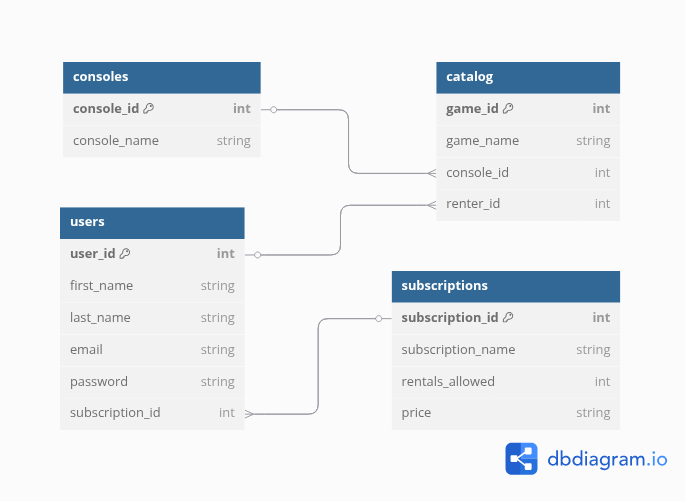 consoles
console_id int
console_name string
catalog
game_id int
game_name string
console_id int
renter_id int
users
user_id int
first_name string
last_name string
email string
password string
subscription_id int
subscriptions
subscription_id int
subscription_name string
rentals_allowed int
price string
dbdiagram.io